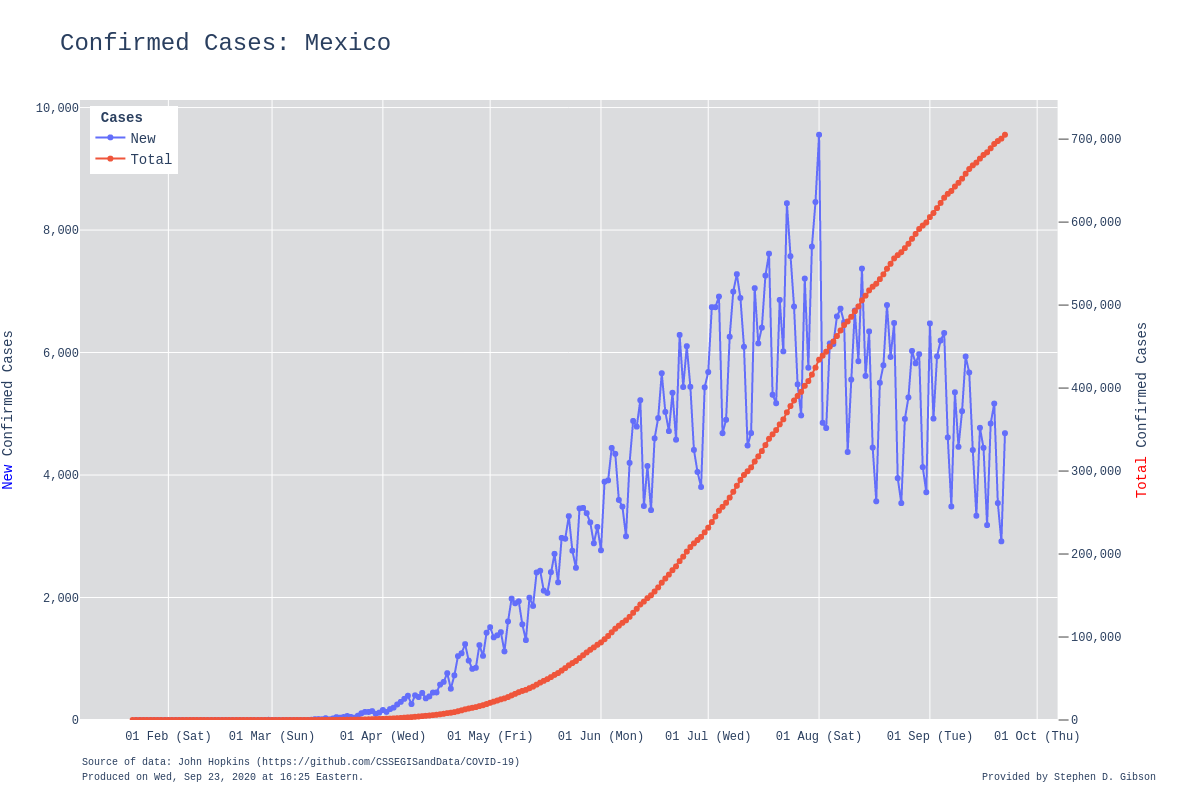 Confirmed Cases: Mexico
Cases
New
Total
10,000
8,000
6,000
4,000
2,000
0
700,000
600,000
500,000
400,000
300,000
200,000
100,000
0
New Confirmed Cases
Total Confirmed Cases
01 Feb (Sat)
01 Mar (Sun)
01 Apr (Wed)
01 May (Fri)
01 Jun (Mon)
01 Jul (Wed)
01 Aug (Sat)
01 Sep (Tue)
01 Oct (Thu)
Source of data: John Hopkins (https://github.com/CSSEGISandData/COVID-19)
Produced on Wed, Sep 23, 2020 at 16:25 Eastern.
Provided by Stephen D. Gibson